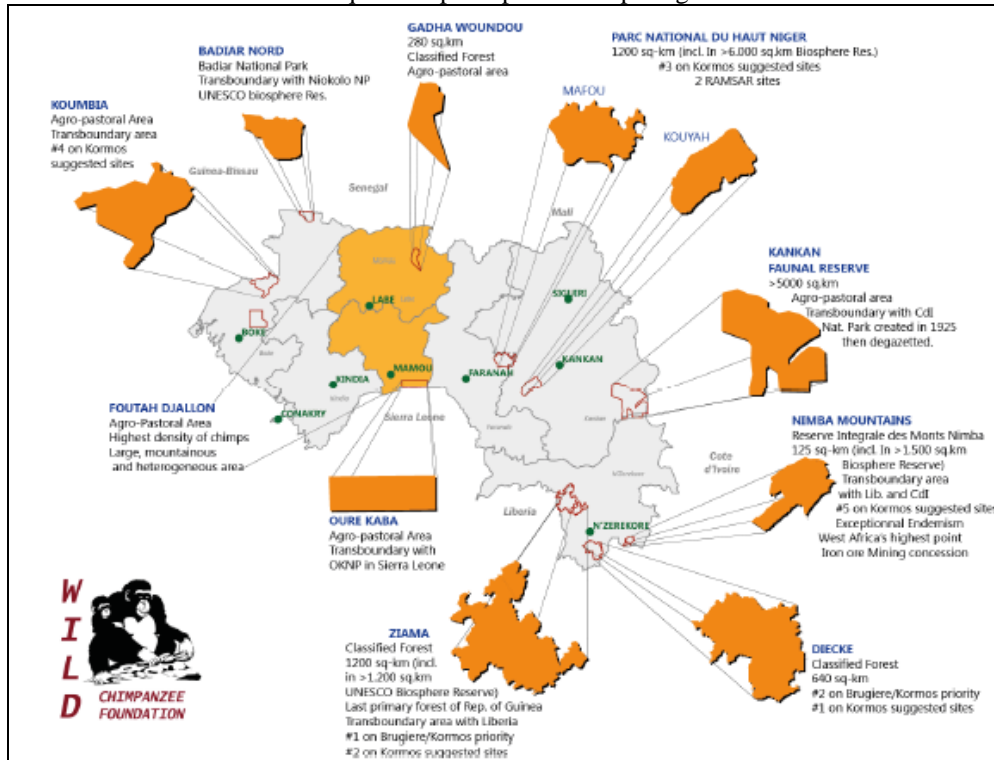 GADHA WOUNDOU
280 sq.km
Classified Forest
Agro-pastoral area
BADIAR NORD
Badiar National Park
Transboundary with Niokolo NP
UNESCO biosphere Res.
PARC NATIONAL DU HAUT NIGER
1200 sq-km (incl. In >6.000 sq.km Biosphere Res.)
#3 on Kormos suggested sites
2 RAMSAR sites
MAFOU
KOUYAH
KOUMBIA
Agro-pastoral Area
Transboundary area
#4 on Kormos
suggested sites
Guinea-Bissau
Senegal
Mali
KANKAN
FAUNAL RESERVE
>5000 sq.km
Agro-pastoral area
Transboundary with CdI
Nat. Park created in 1925
then degazetted.
LABE
SIGUIRI
BOKE
KINDIA
MAMOU
FARANAH
KANKAN
CONAKRY
Sierra Leone
FOUTAH DJALLON
Agro-Pastoral Area
Highest density of chimps
Large, mountainous
and heterogeneous area
Cote
d'Ivoire
NIMBA MOUNTAINS
Reserve Integrale des Monts Nimba
125 sq-km (incl. In >1.500 sq.km
Biosphere Reserve)
Transboundary area
with Lib. and CdI
#5 on Kormos suggested sites
Exceptionnal Endemism
West Africa's highest point
Iron ore Mining concession
Liberia
N'ZEREKORE
OURE KABA
Agro-pastoral Area
Transboundary with
OKNP in Sierra Leone
ZIAMA
Classified Forest
1200 sq-km (incl.
in >1.200 sq.km
UNESCO Biosphere Reserve)
Last primary forest of Rep. of Guinea
Transboundary area with Liberia
#1 on Brugiere/Kormos priority
#2 on Kormos suggested sites
DIECKE
Classified Forest
640 sq-km
#2 on Brugiere/Kormos priority
#1 on Kormos suggested sites
WILD
CHIMPANZEE
FOUNDATION